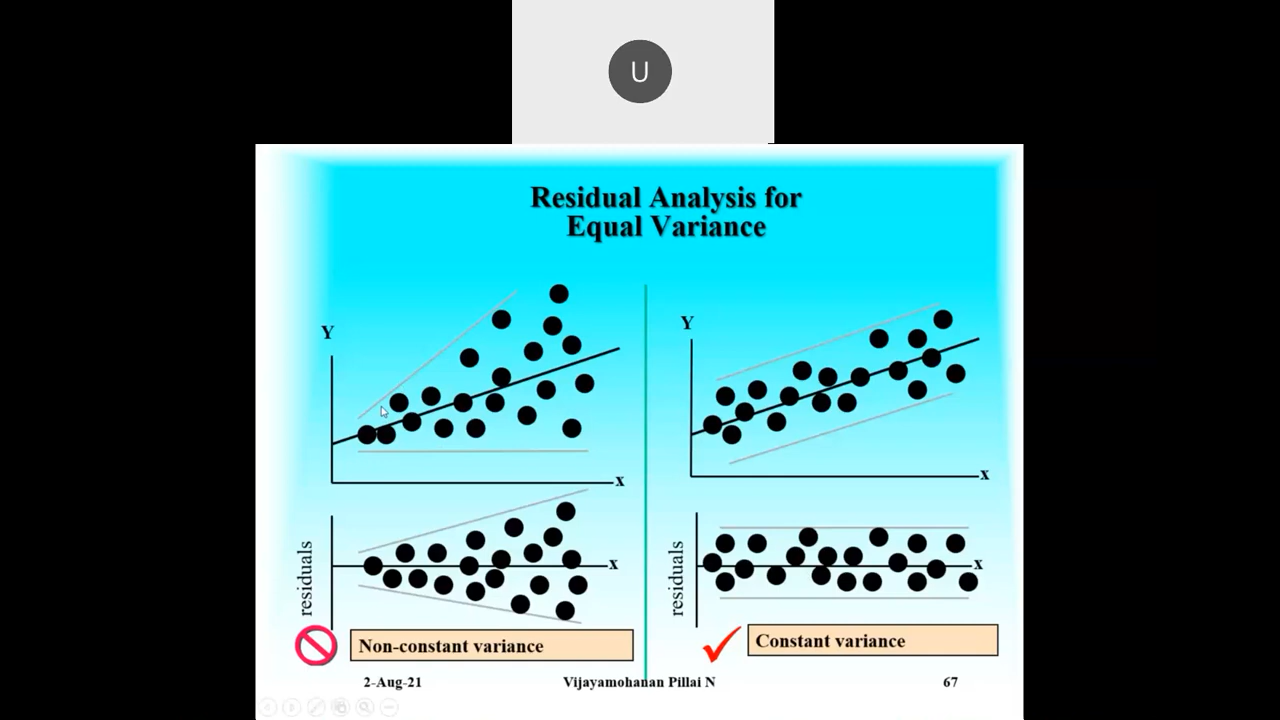 U
Residual Analysis for
Equal Variance
Y
x
residuals
x
Non-constant variance
Y
x
residuals
x
Constant variance
2-Aug-21
Vijayamohanan Pillai N
67